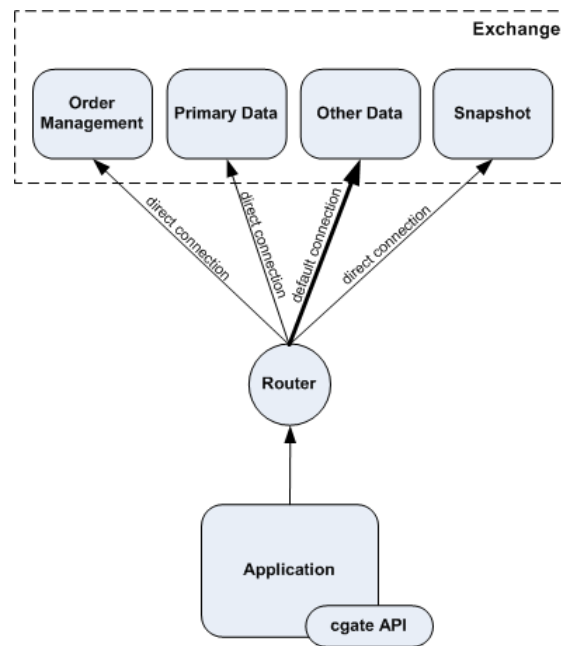 Exchange
Order
Management
Primary Data
Other Data
Snapshot
direct connection
direct connection
default connection
direct connection
Router
Application
cgate API